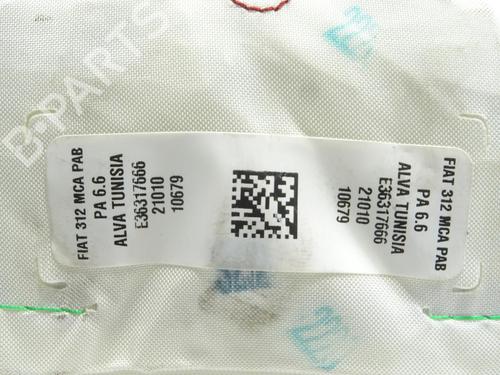 FIAT 312 MCA PAB
PA 6.6
ALVA TUNISIA
E36317666
21010
10679
FIAT 312 MCA PAB
PA 6.6
ALVA TUNISIA
E36317666
21010
10679
B-PARTS